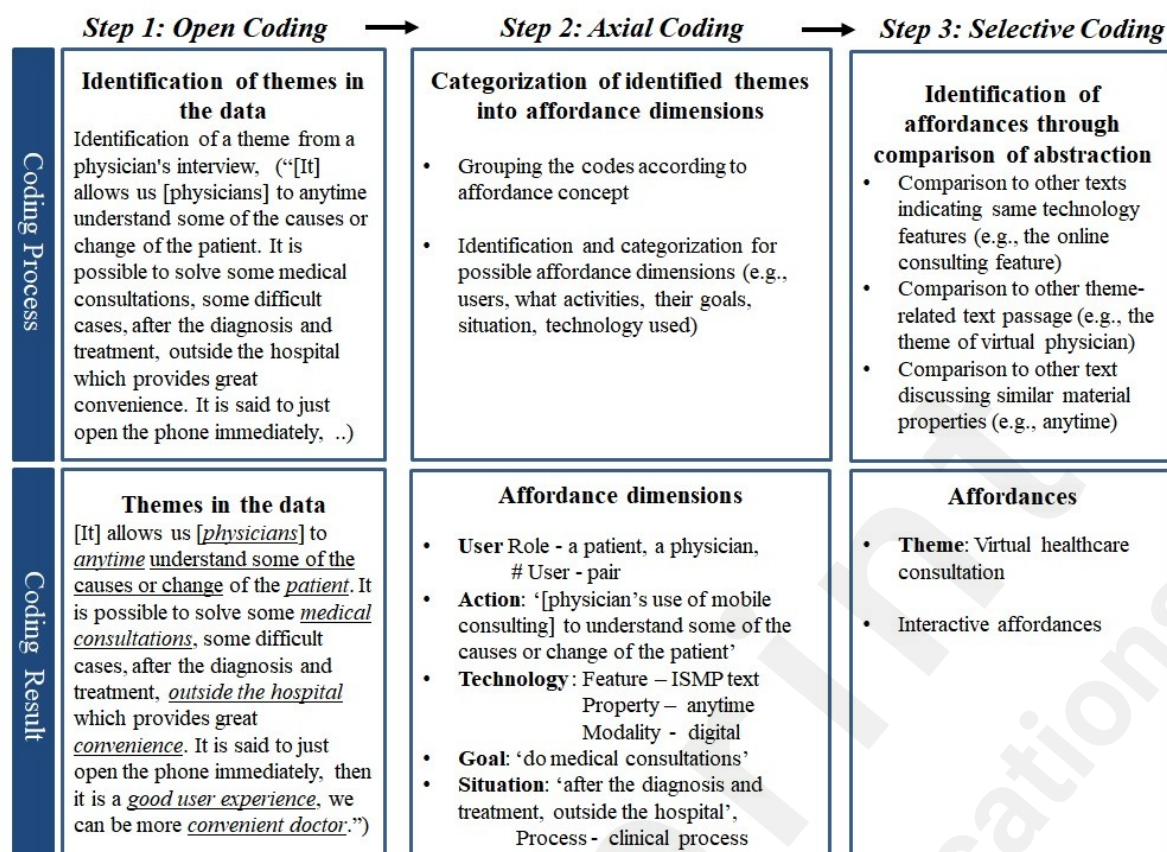 Step 1: Open Coding
Step 2: Axial Coding
Step 3: Selective Coding
Coding Process
Identification of themes in
the data
Identification of a theme from a
physician's interview, (“[It]
allows us [physicians] to anytime
understand some of the causes or
change of the patient. It is
possible to solve some medical
consultations, some difficult
cases, after the diagnosis and
treatment, outside the hospital
which provides great
convenience. It is said to just
open the phone immediately, ..)
Categorization of identified themes
into affordance dimensions
• Grouping the codes according to
affordance concept
• Identification and categorization for
possible affordance dimensions (e.g.,
users, what activities, their goals,
situation, technology used)
Identification of
affordances through
comparison of abstraction
• Comparison to other texts
indicating same technology
features (e.g., the online
consulting feature)
• Comparison to other theme-
related text passage (e.g., the
theme of virtual physician)
• Comparison to other text
discussing similar material
properties (e.g., anytime)
Coding Result
Themes in the data
[It] allows us [physicians] to
anytime understand some of the
causes or change of the patient. It
is possible to solve some medical
consultations, some difficult
cases, after the diagnosis and
treatment, outside the hospital
which provides great
convenience. It is said to just
open the phone immediately, then
it is a good user experience, we
can be more convenient doctor.”)
Affordance dimensions
• User Role - a patient, a physician,
# User - pair
• Action: ‘[physician’s use of mobile
consulting] to understand some of the
causes or change of the patient’
• Technology: Feature – ISMP text
Property – anytime
Modality - digital
• Goal: ‘do medical consultations’
• Situation: ‘after the diagnosis and
treatment, outside the hospital’,
Process - clinical process
Affordances
• Theme: Virtual healthcare
consultation
• Interactive affordances